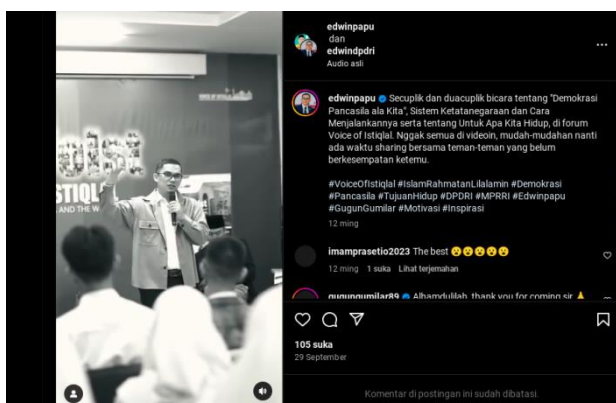 STIQL
AND THE W
edwinpapu
dan
edwindpdri
Audio asli
edwinpapu Secuplik dan duacuplik bicara tentang "Demokrasi
Pancasila ala Kita", Sistem Ketatanegaraan dan Cara
Menjalankannya serta tentang Untuk Apa Kita Hidup, di forum
Voice of Istiqlal. Nggak semua di videoin, mudah-mudahan nanti
ada waktu sharing bersama teman-teman yang belum
berkesempatan ketemu.
#VoiceOfIstiqlal #IslamRahmatanLilalamin #Demokrasi
#Pancasila #TujuanHidup #DPDRI #MPRRI #Edwinpapu
#GugunGumilar #Motivasi #Inspirasi
12 ming
imamprasetio2023 The best 😮😮😮😮😮
12 ming 1 suka Lihat terjemahan
gugungumilar89 Alhamdulilah, thank you for coming sir 🙏
105 suka
29 September
Komentar di postingan ini sudah dibatasi.